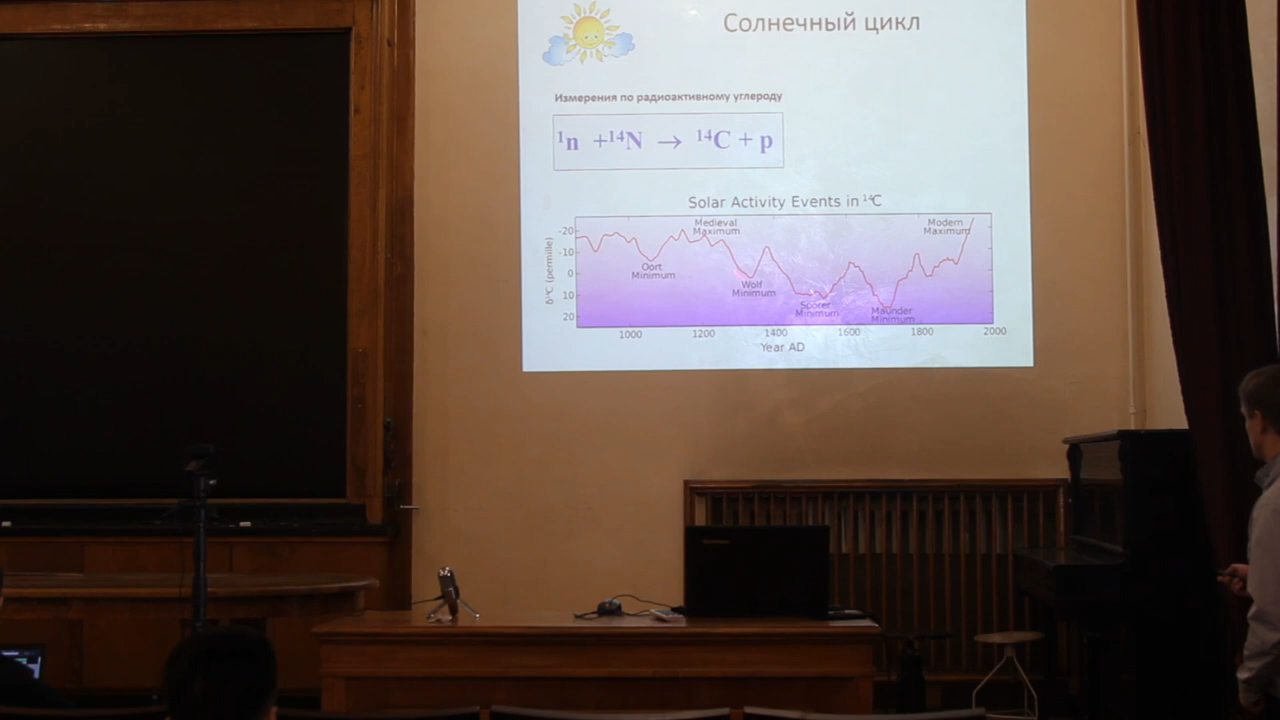 Солнечный цикл
Измерения по радиоактивному углероду
¹n +¹⁴N → ¹⁴C + p
Solar Activity Events in ¹⁴C
Medieval
Maximum
Modern
Maximum
Oort
Minimum
Wolf
Minimum
Spörer
Minimum
Maunder
Minimum
δ¹⁴C (permille)
-20
-10
0
10
20
1000 1200 1400 1600 1800 2000
Year AD